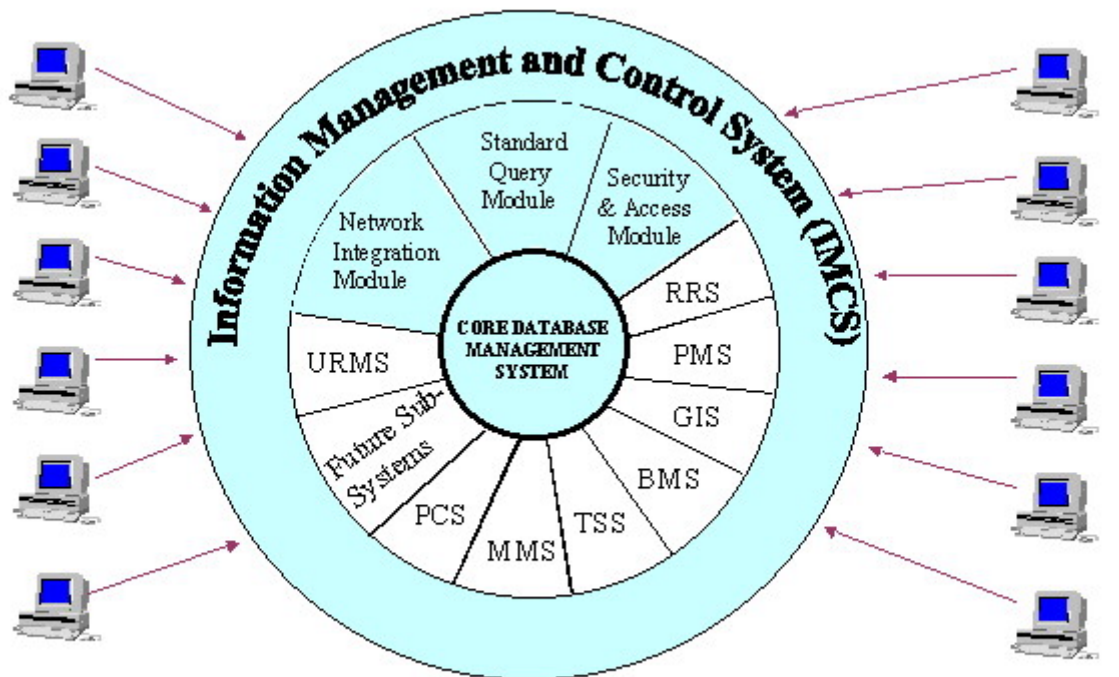 Information Management and Control System (IMCS)
Standard
Query
Module
Security
& Access
Module
Network
Integration
Module
RRS
CORE DATABASE
MANAGEMENT
SYSTEM
PMS
URMS
GIS
Future Sub-
Systems
BMS
PCS
TSS
MMS